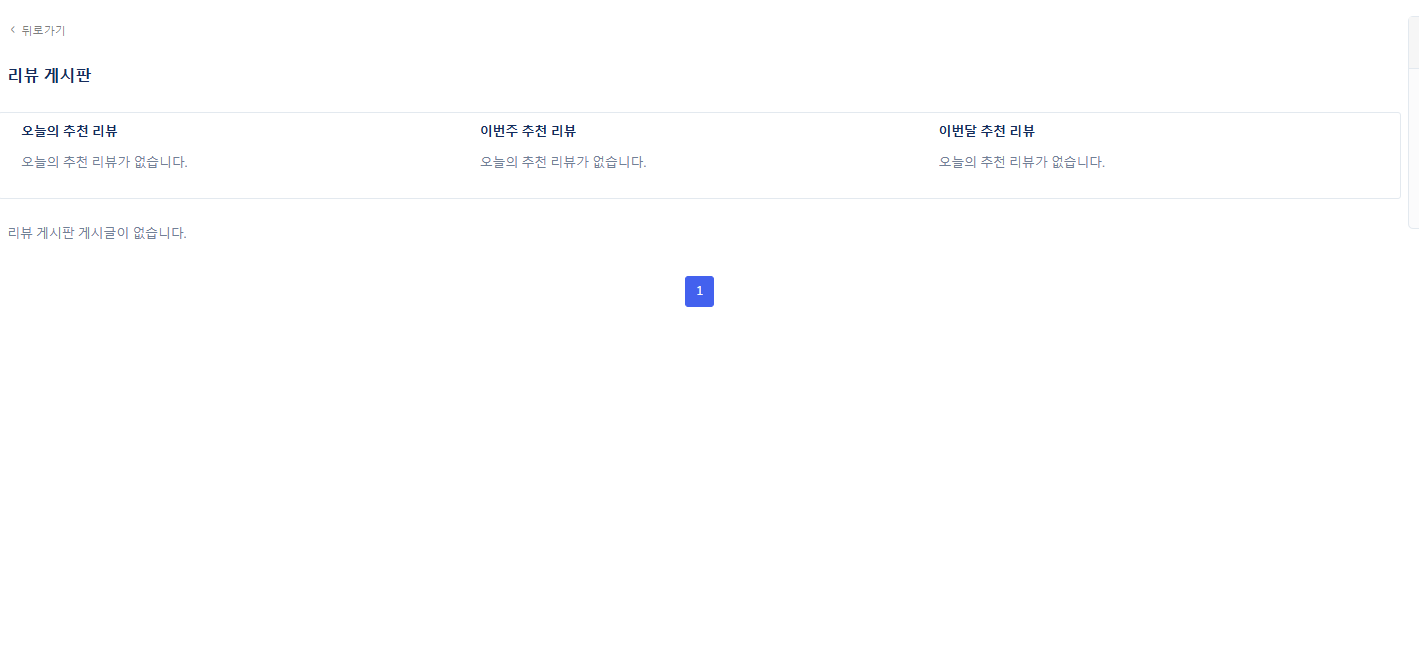 뒤로가기
리뷰 게시판
오늘의 추천 리뷰
오늘의 추천 리뷰가 없습니다.
이번주 추천 리뷰
오늘의 추천 리뷰가 없습니다.
이번달 추천 리뷰
오늘의 추천 리뷰가 없습니다.
리뷰 게시판 게시글이 없습니다.
1